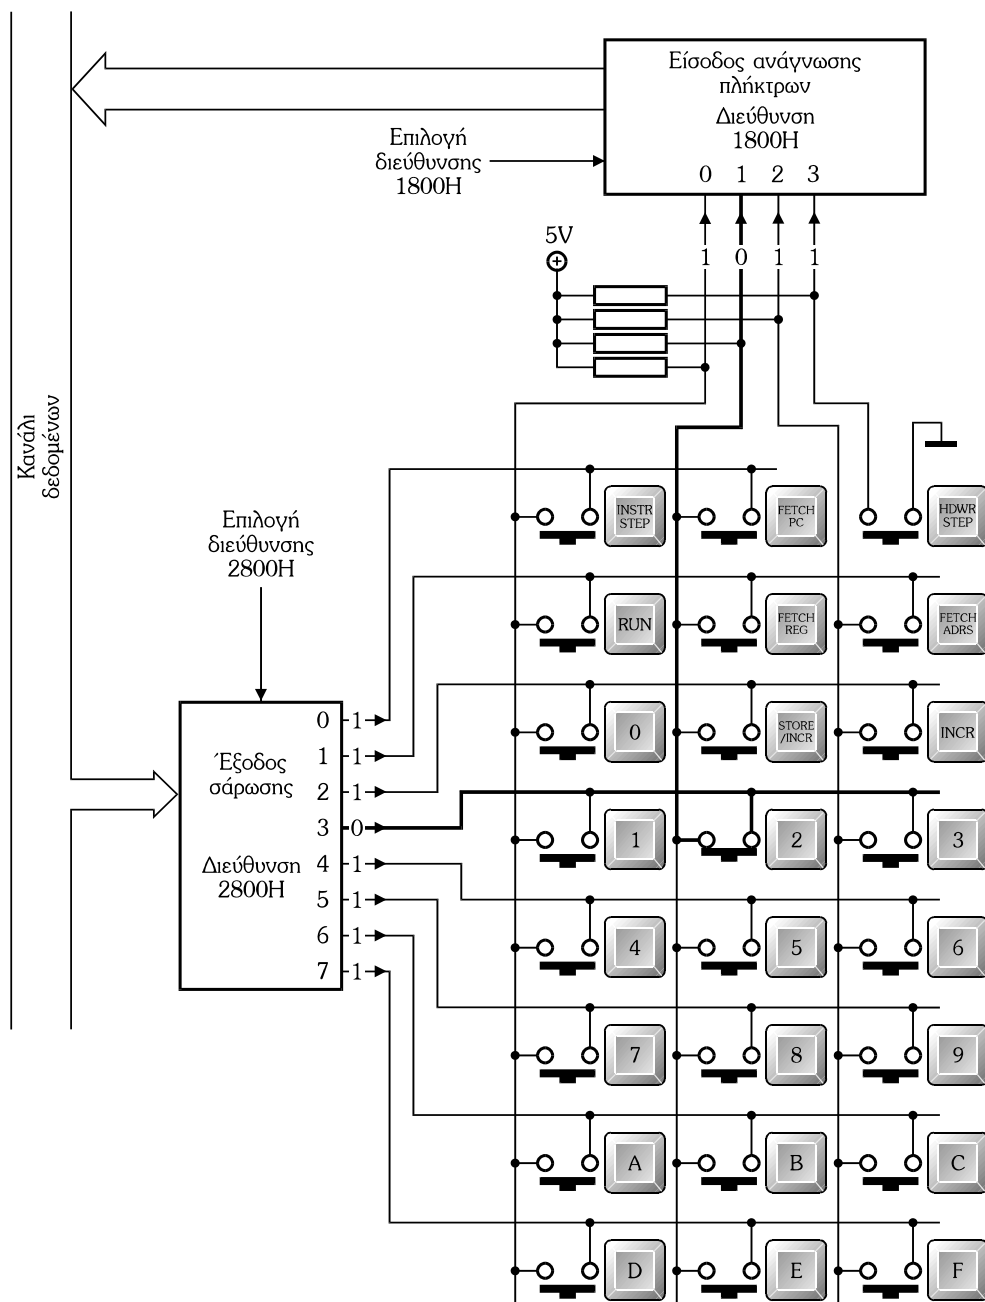 Είσοδος ανάγνωσης
πλήκτρων
Διεύθυνση
1800H
0 1 2 3
Επιλογή
διεύθυνσης
1800H
5V
1 0 1 1
Κανάλι
δεδομένων
INSTR
STEP
FETCH
PC
HDWR
STEP
Επιλογή
διεύθυνσης
2800H
RUN
FETCH
REG
FETCH
ADRS
0
STORE
/INCR
INCR
Έξοδος
σάρωσης
Διεύθυνση
2800H
0 1
1 1
2 1
3 0
4 1
5 1
6 1
7 1
1 2 3
4 5 6
7 8 9
A B C
D E F